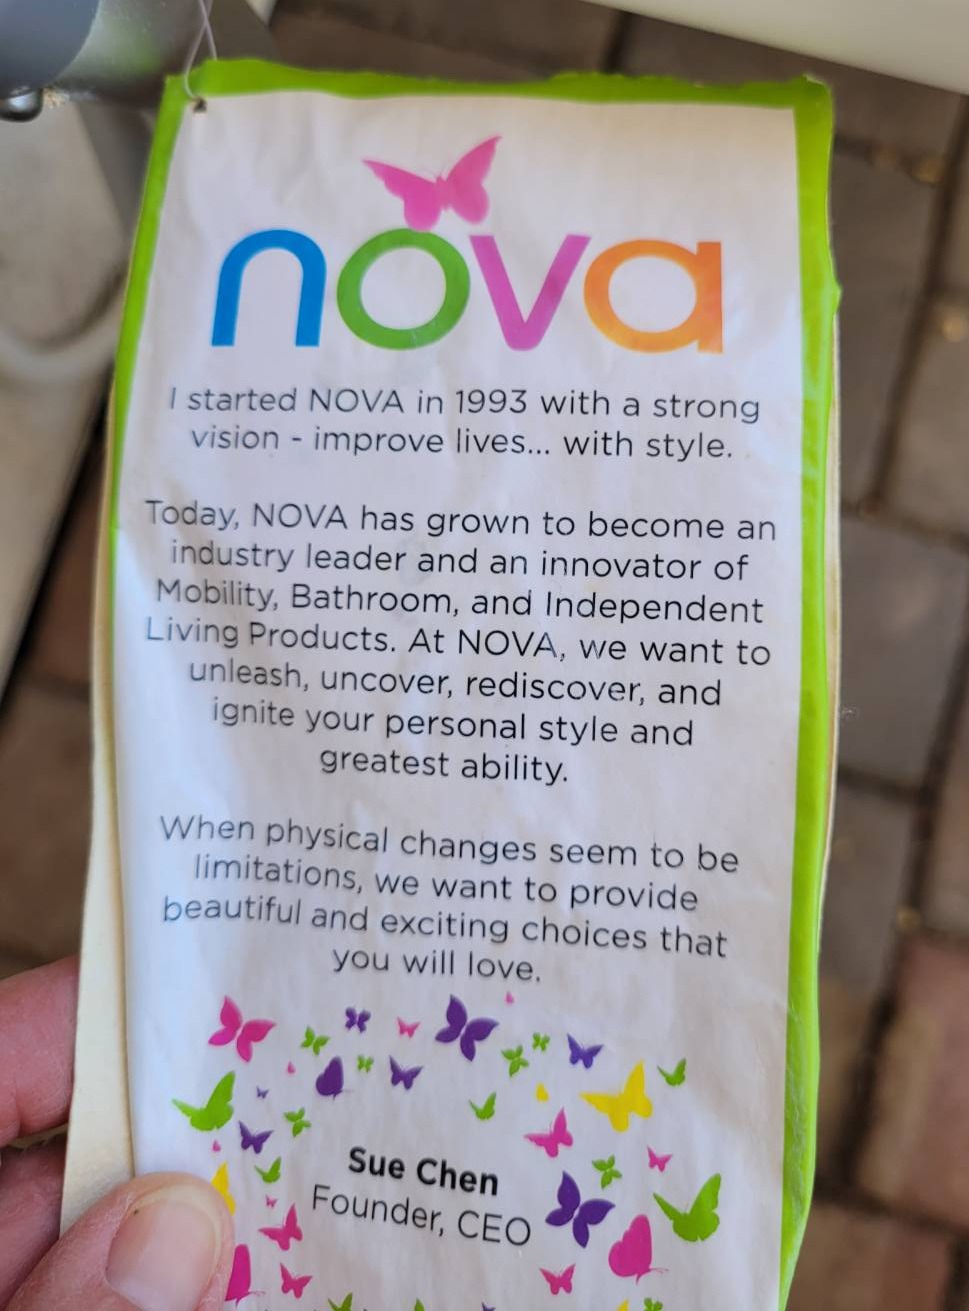 nova
I started NOVA in 1993 with a strong
vision - improve lives... with style.
Today, NOVA has grown to become an
industry leader and an innovator of
Mobility, Bathroom, and Independent
Living Products. At NOVA, we want to
unleash, uncover, rediscover, and
ignite your personal style and
greatest ability.
When physical changes seem to be
limitations, we want to provide
beautiful and exciting choices that
you will love.
Sue Chen
Founder, CEO